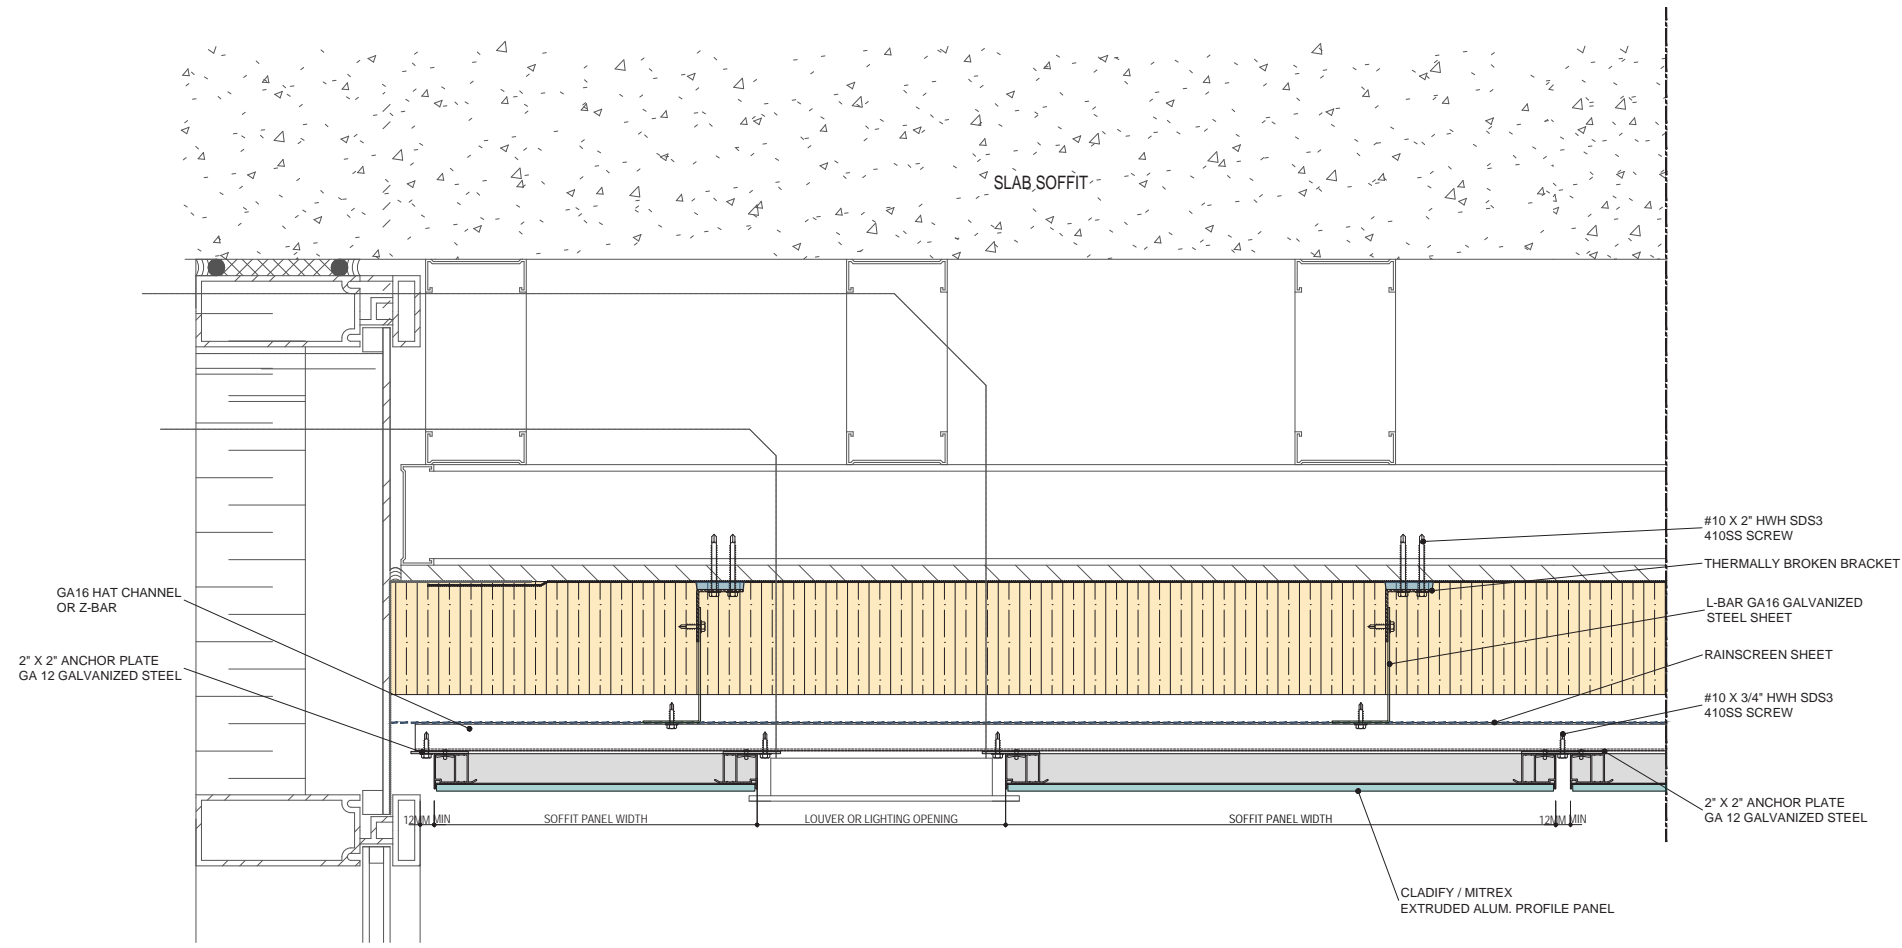 SLAB SOFFIT
#10 X 2" HWH SDS3
410SS SCREW
THERMALLY BROKEN BRACKET
GA16 HAT CHANNEL
OR Z-BAR
L-BAR GA16 GALVANIZED
STEEL SHEET
2" X 2" ANCHOR PLATE
GA 12 GALVANIZED STEEL
RAINSCREEN SHEET
#10 X 3/4" HWH SDS3
410SS SCREW
2" X 2" ANCHOR PLATE
GA 12 GALVANIZED STEEL
12MM MIN
SOFFIT PANEL WIDTH
LOUVER OR LIGHTING OPENING
SOFFIT PANEL WIDTH
12MM MIN
CLADIFY / MITREX
EXTRUDED ALUM. PROFILE PANEL